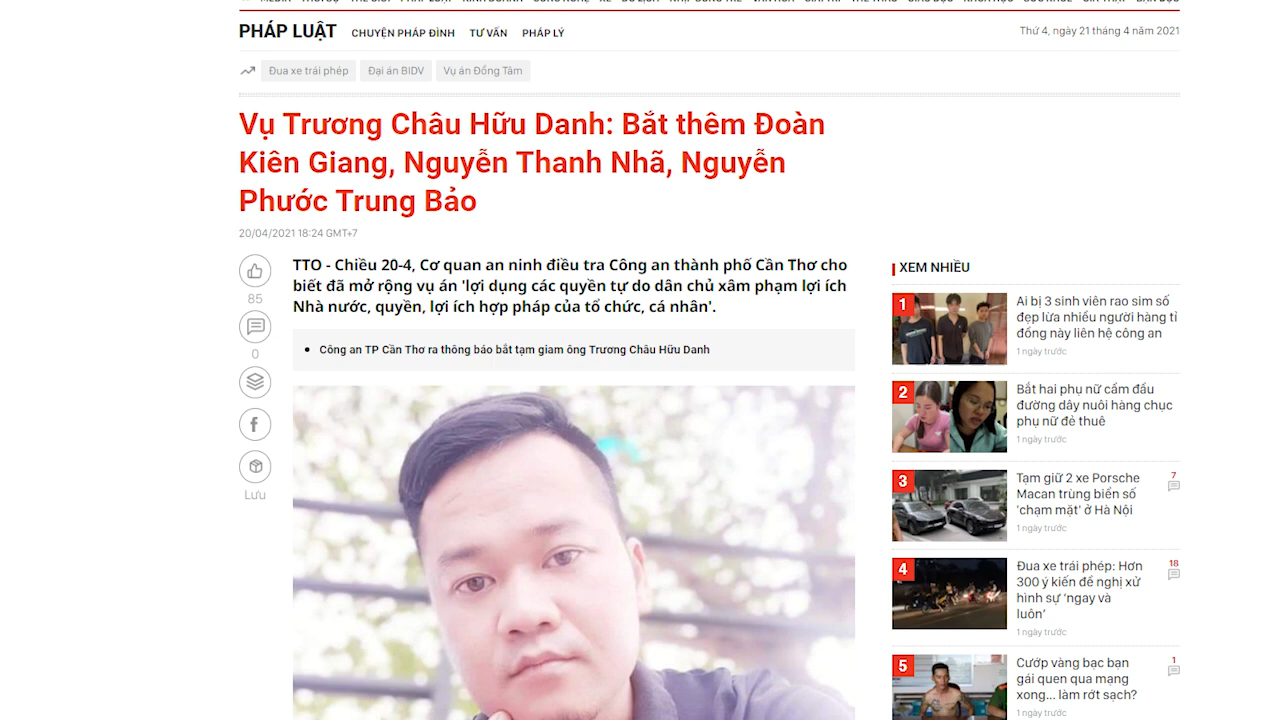 PHÁP LUẬT CHUYỆN PHÁP ĐÌNH TƯ VẤN PHÁP LÝ
Thứ 4, ngày 21 tháng 4 năm 2021
Đua xe trái phép Đại án BIDV Vụ án Đồng Tâm
Vụ Trương Châu Hữu Danh: Bắt thêm Đoàn
Kiên Giang, Nguyễn Thanh Nhã, Nguyễn
Phước Trung Bảo
20/04/2021 18:24 GMT+7
85
0
Lưu
TTO - Chiều 20-4, Cơ quan an ninh điều tra Công an thành phố Cần Thơ cho
biết đã mở rộng vụ án 'lợi dụng các quyền tự do dân chủ xâm phạm lợi ích
Nhà nước, quyền, lợi ích hợp pháp của tổ chức, cá nhân'.
Công an TP Cần Thơ ra thông báo bắt tạm giam ông Trương Châu Hữu Danh
XEM NHIỀU
1
Ai bị 3 sinh viên rao sim số
đẹp lừa nhiều người hàng tỉ
đồng này liên hệ công an
1 ngày trước
2
Bắt hai phụ nữ cầm đầu
đường dây nuôi hàng chục
phụ nữ đẻ thuê
1 ngày trước
3
Tạm giữ 2 xe Porsche
Macan trùng biển số
'chạm mặt' ở Hà Nội
7
1 ngày trước
4
Đua xe trái phép: Hơn
300 ý kiến đề nghị xử
hình sự ‘ngay và
luôn’
18
1 ngày trước
5
Cướp vàng bạc bạn
gái quen qua mạng
xong... làm rớt sạch?
1
1 ngày trước